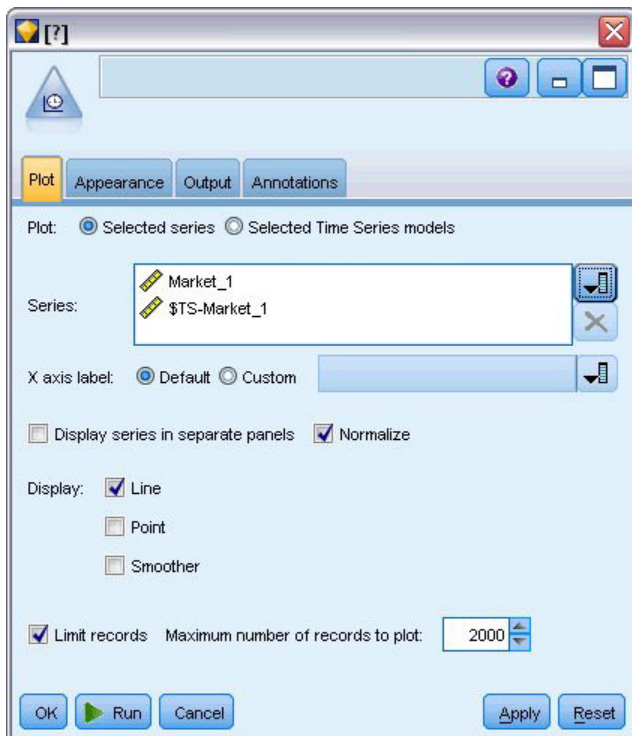 [?]
Plot Appearance Output Annotations
Plot: Selected series Selected Time Series models
Series:
Market_1
$TS-Market_1
X axis label: Default Custom
Display series in separate panels Normalize
Display: Line
Point
Smoother
Limit records Maximum number of records to plot: 2000
OK Run Cancel Apply Reset